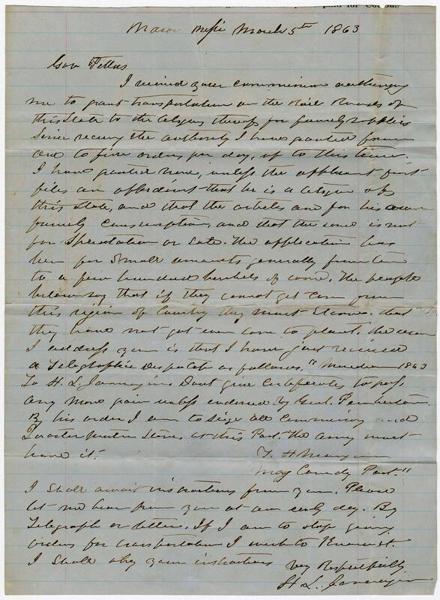 Macon Missi March 5th 1863
Gov Pettus
I received your commission authorizing
me to grant transportation on the Rail Roads of
this State to the citizens thereof, for family supplies
Since receiving the authority I have granted from
one to five orders per day, up to this time.
I have granted none, unless the applicant first
files an affidavit that he is a citizen of
this State, and that the articles are for his own
family consumption, and that the corn is not
for Speculation or Sale. The application has
been for Small amounts, generally from ten
to a few hundred bushels of corn. The people
below say that if they cannot get corn from
this region of Country they must starve. that
they have not got even corn to plant. The reason
I address you is that I have just received
a Telegraphic Dispatch as follows. " Meridian 1863
To H. L. Don't give certificates to pass
any more grain unless endorsed by Genl. Pemberton
By his order I am to seize all Commissary and
Quartermaster Stores at this Post. The army must
have it."
Maj Comdg Post"
I Shall await instructions from you. Please
let me hear from you at an early day. By
Telegraph or letter. If I am to stop giving
orders for transportation I want to Know it.
I Shall obey your instructions Very Respectfully
H. L.